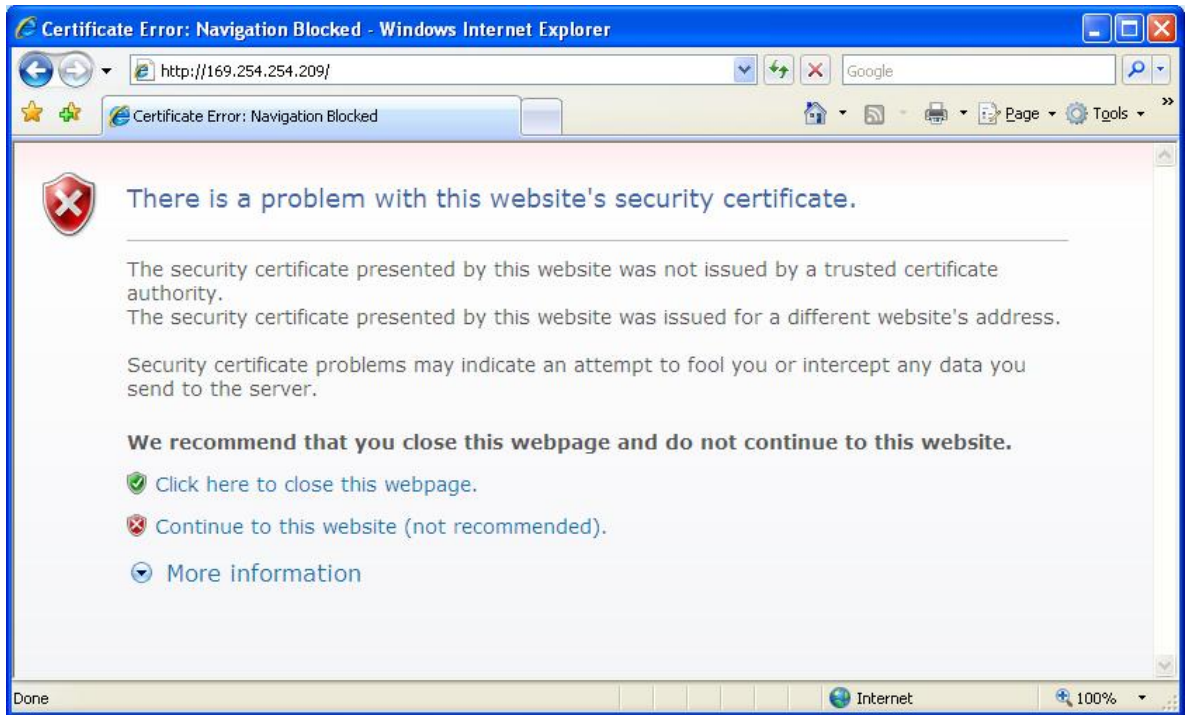 Certificate Error: Navigation Blocked - Windows Internet Explorer
http://169.254.254.209/
Google
Certificate Error: Navigation Blocked
Page
Tools
»
There is a problem with this website's security certificate.
The security certificate presented by this website was not issued by a trusted certificate
authority.
The security certificate presented by this website was issued for a different website's address.
Security certificate problems may indicate an attempt to fool you or intercept any data you
send to the server.
We recommend that you close this webpage and do not continue to this website.
Click here to close this webpage.
Continue to this website (not recommended).
More information
Done
Internet
100%